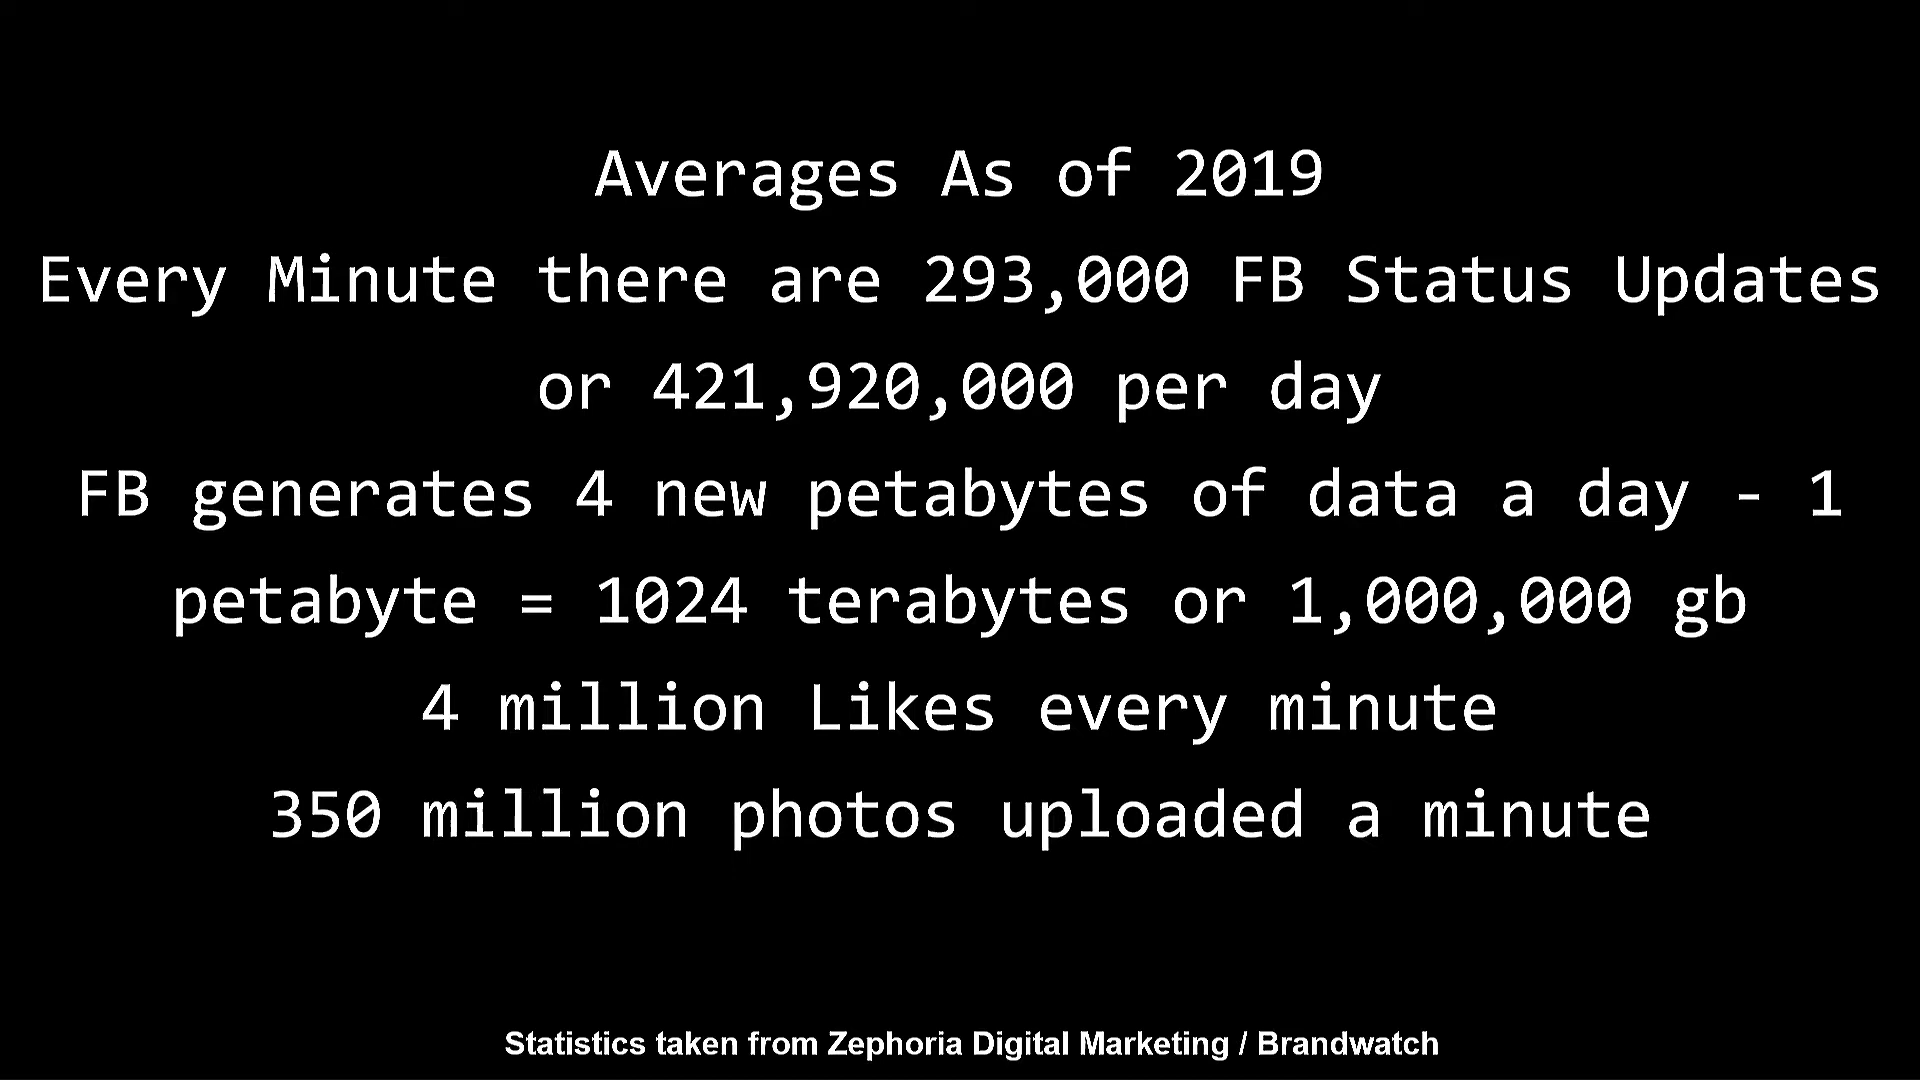 Averages As of 2019
Every Minute there are 293,000 FB Status Updates
or 421,920,000 per day
FB generates 4 new petabytes of data a day - 1
petabyte = 1024 terabytes or 1,000,000 gb
4 million Likes every minute
350 million photos uploaded a minute
Statistics taken from Zephoria Digital Marketing / Brandwatch